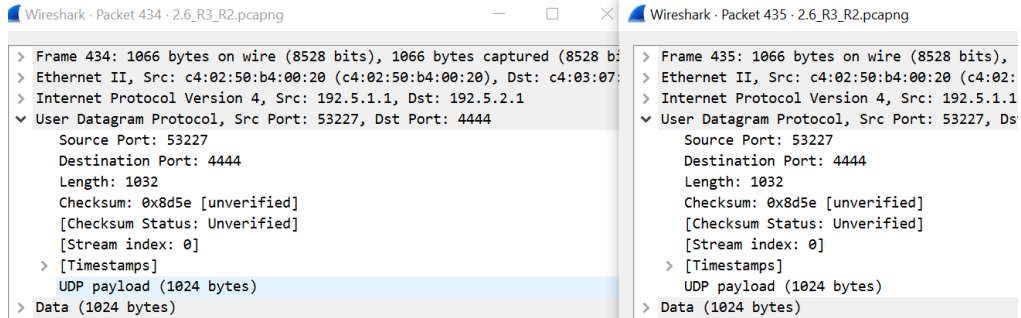 Wireshark · Packet 434 · 2.6_R3_R2.pcapng
Frame 434: 1066 bytes on wire (8528 bits), 1066 bytes captured (8528 bi
Ethernet II, Src: c4:02:50:b4:00:20 (c4:02:50:b4:00:20), Dst: c4:03:07:
Internet Protocol Version 4, Src: 192.5.1.1, Dst: 192.5.2.1
User Datagram Protocol, Src Port: 53227, Dst Port: 4444
Source Port: 53227
Destination Port: 4444
Length: 1032
Checksum: 0x8d5e [unverified]
[Checksum Status: Unverified]
[Stream index: 0]
[Timestamps]
UDP payload (1024 bytes)
Data (1024 bytes)
Wireshark · Packet 435 · 2.6_R3_R2.pcapng
Frame 435: 1066 bytes on wire (8528 bits),
Ethernet II, Src: c4:02:50:b4:00:20 (c4:02:
Internet Protocol Version 4, Src: 192.5.1.1
User Datagram Protocol, Src Port: 53227, Ds
Source Port: 53227
Destination Port: 4444
Length: 1032
Checksum: 0x8d5e [unverified]
[Checksum Status: Unverified]
[Stream index: 0]
[Timestamps]
UDP payload (1024 bytes)
Data (1024 bytes)